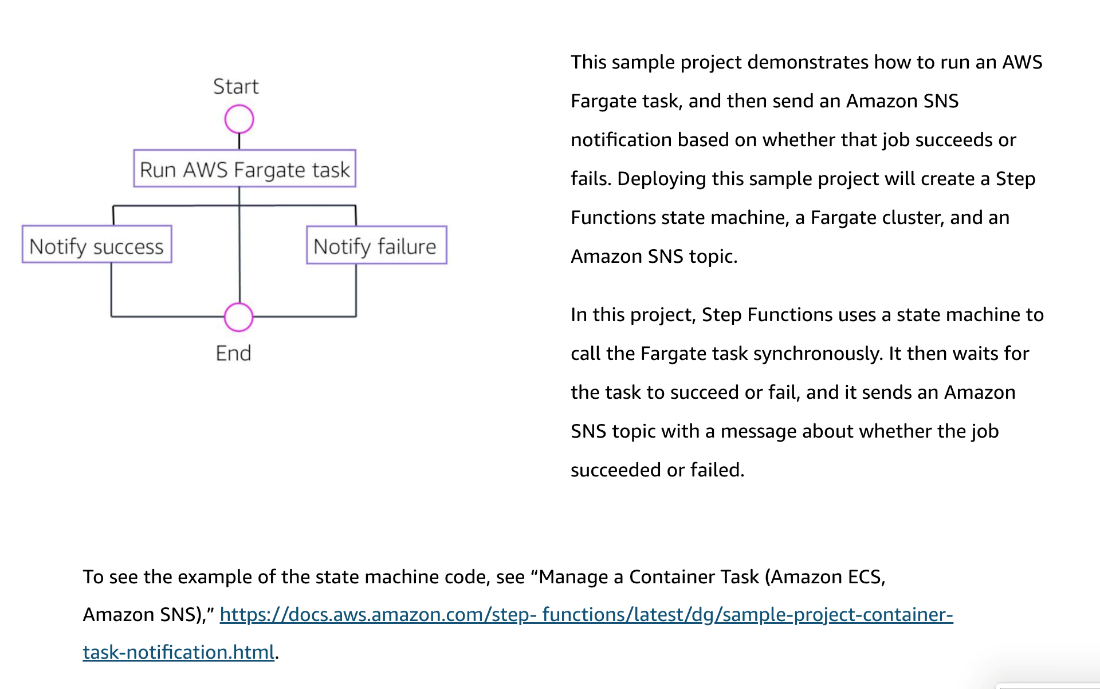 Start
Run AWS Fargate task
Notify success
Notify failure
End
This sample project demonstrates how to run an AWS
Fargate task, and then send an Amazon SNS
notification based on whether that job succeeds or
fails. Deploying this sample project will create a Step
Functions state machine, a Fargate cluster, and an
Amazon SNS topic.
In this project, Step Functions uses a state machine to
call the Fargate task synchronously. It then waits for
the task to succeed or fail, and it sends an Amazon
SNS topic with a message about whether the job
succeeded or failed.
To see the example of the state machine code, see “Manage a Container Task (Amazon ECS,
Amazon SNS),” https://docs.aws.amazon.com/step- functions/latest/dg/sample-project-container-
task-notification.html.